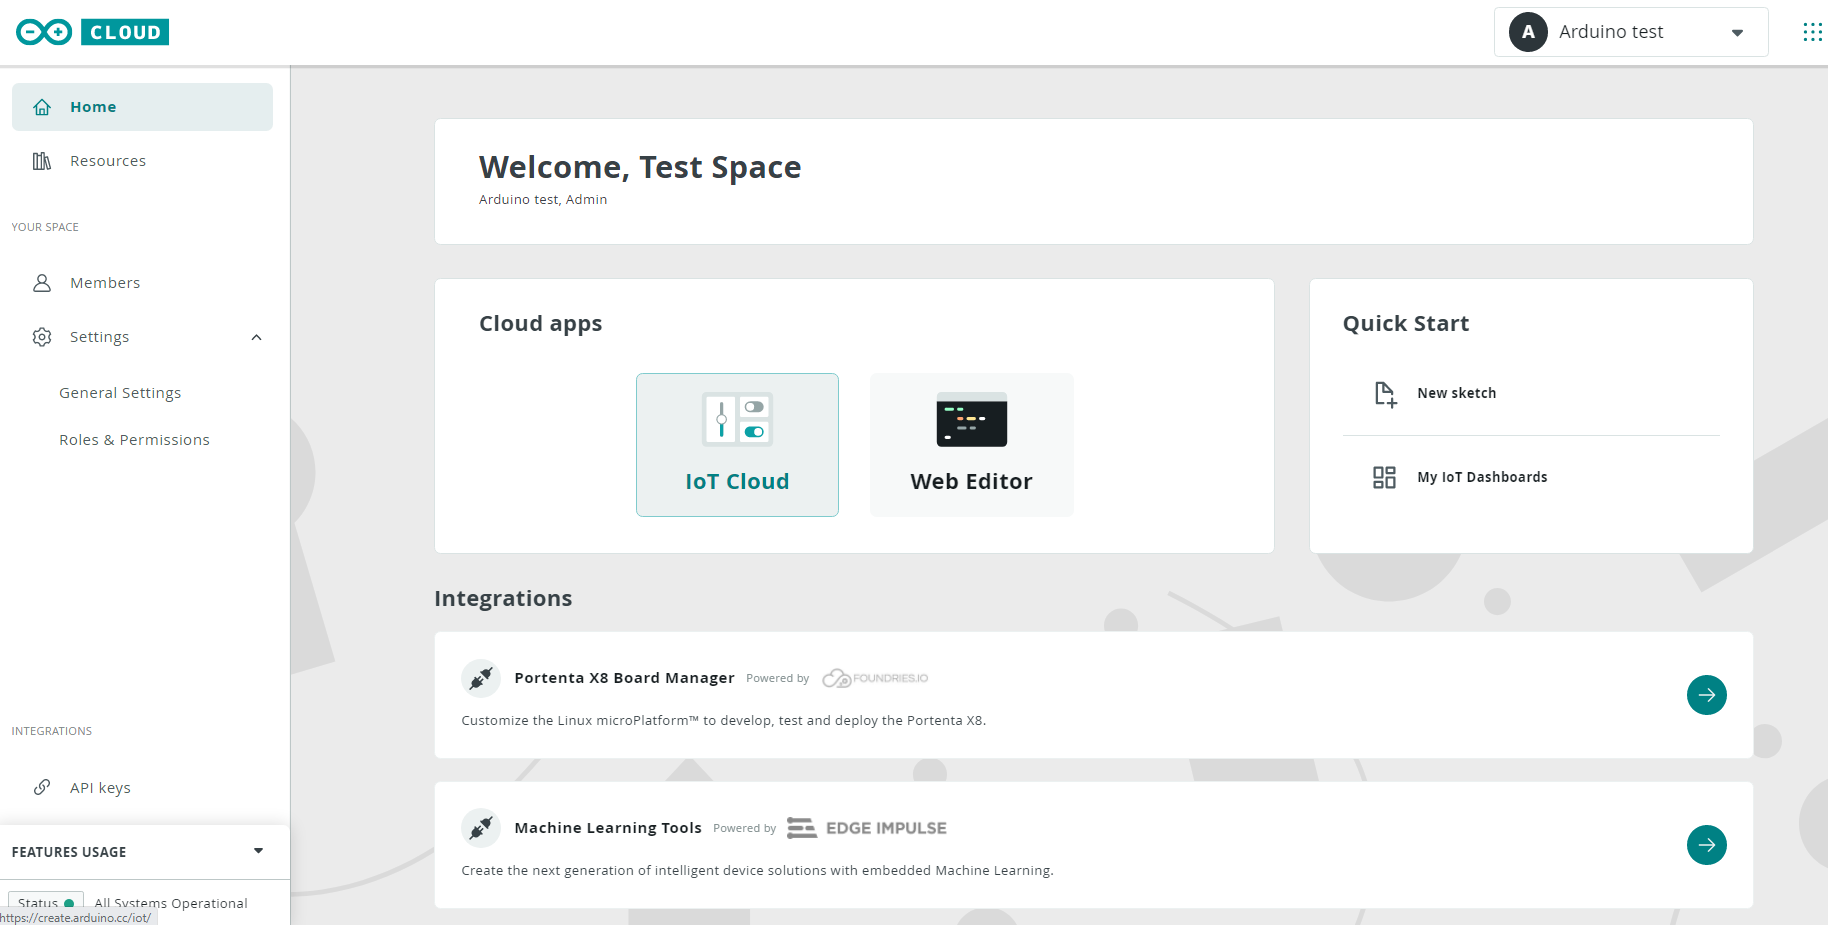 CLOUD
A Arduino test
Home
Resources
YOUR SPACE
Members
Settings
General Settings
Roles & Permissions
INTEGRATIONS
API keys
FEATURES USAGE
Status All Systems Operational
https://create.arduino.cc/iot/
Welcome, Test Space
Arduino test, Admin
Cloud apps
IoT Cloud
Web Editor
Quick Start
New sketch
My IoT Dashboards
Integrations
Portenta X8 Board Manager Powered by FOUNDRIES.IO
Customize the Linux microPlatform™ to develop, test and deploy the Portenta X8.
Machine Learning Tools Powered by EDGE IMPULSE
Create the next generation of intelligent device solutions with embedded Machine Learning.